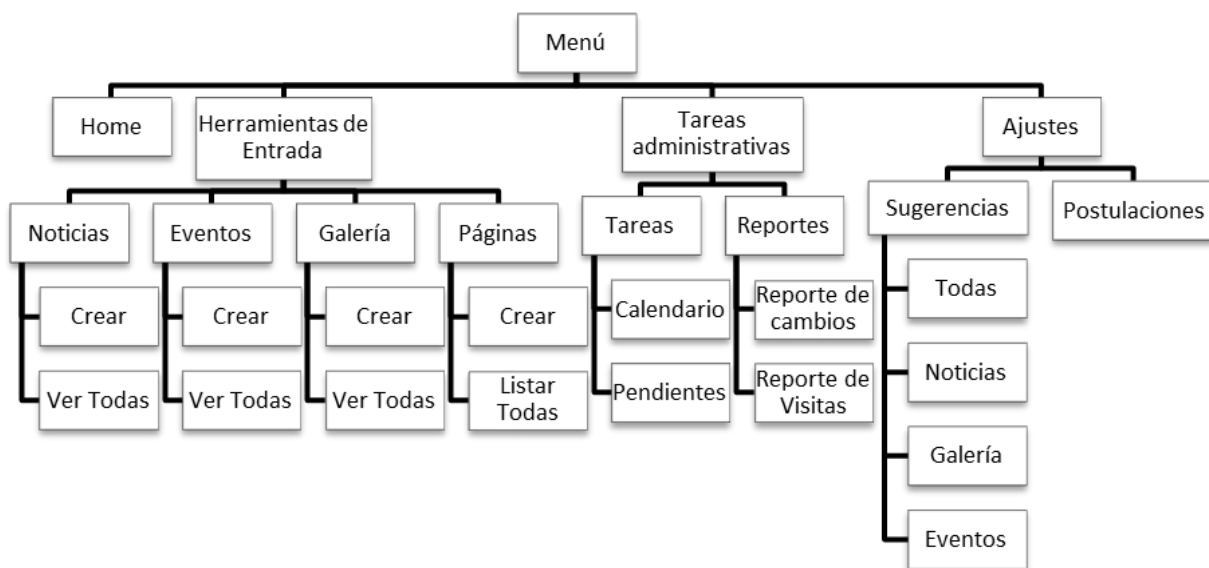 Menú
Home
Herramientas de
Entrada
Tareas
administrativas
Ajustes
Noticias
Eventos
Galería
Páginas
Tareas
Reportes
Sugerencias
Postulaciones
Crear
Crear
Crear
Crear
Calendario
Reporte de
cambios
Todas
Ver Todas
Ver Todas
Ver Todas
Listar
Todas
Pendientes
Reporte de
Visitas
Noticias
Galería
Eventos